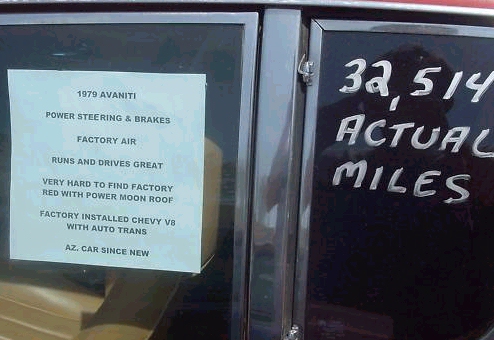 1979 AVANITI
POWER STEERING & BRAKES
FACTORY AIR
RUNS AND DRIVES GREAT
VERY HARD TO FIND FACTORY
RED WITH POWER MOON ROOF
FACTORY INSTALLED CHEVY V8
WITH AUTO TRANS
AZ. CAR SINCE NEW
32,514
ACTUAL
MILES